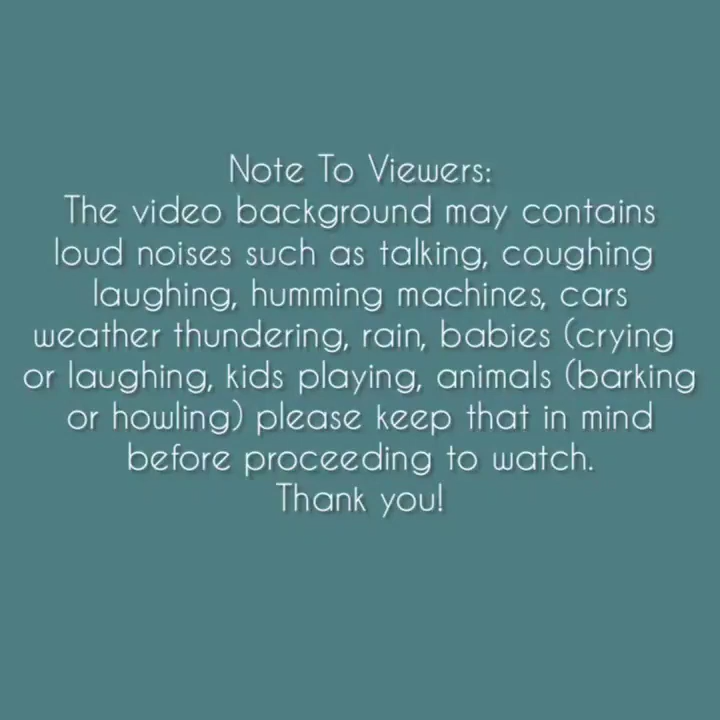 Note To Viewers:
The video background may contains
loud noises such as talking, coughing
laughing, humming machines, cars
weather thundering, rain, babies (crying
or laughing, kids playing, animals (barking
or howling) please keep that in mind
before proceeding to watch.
Thank you!